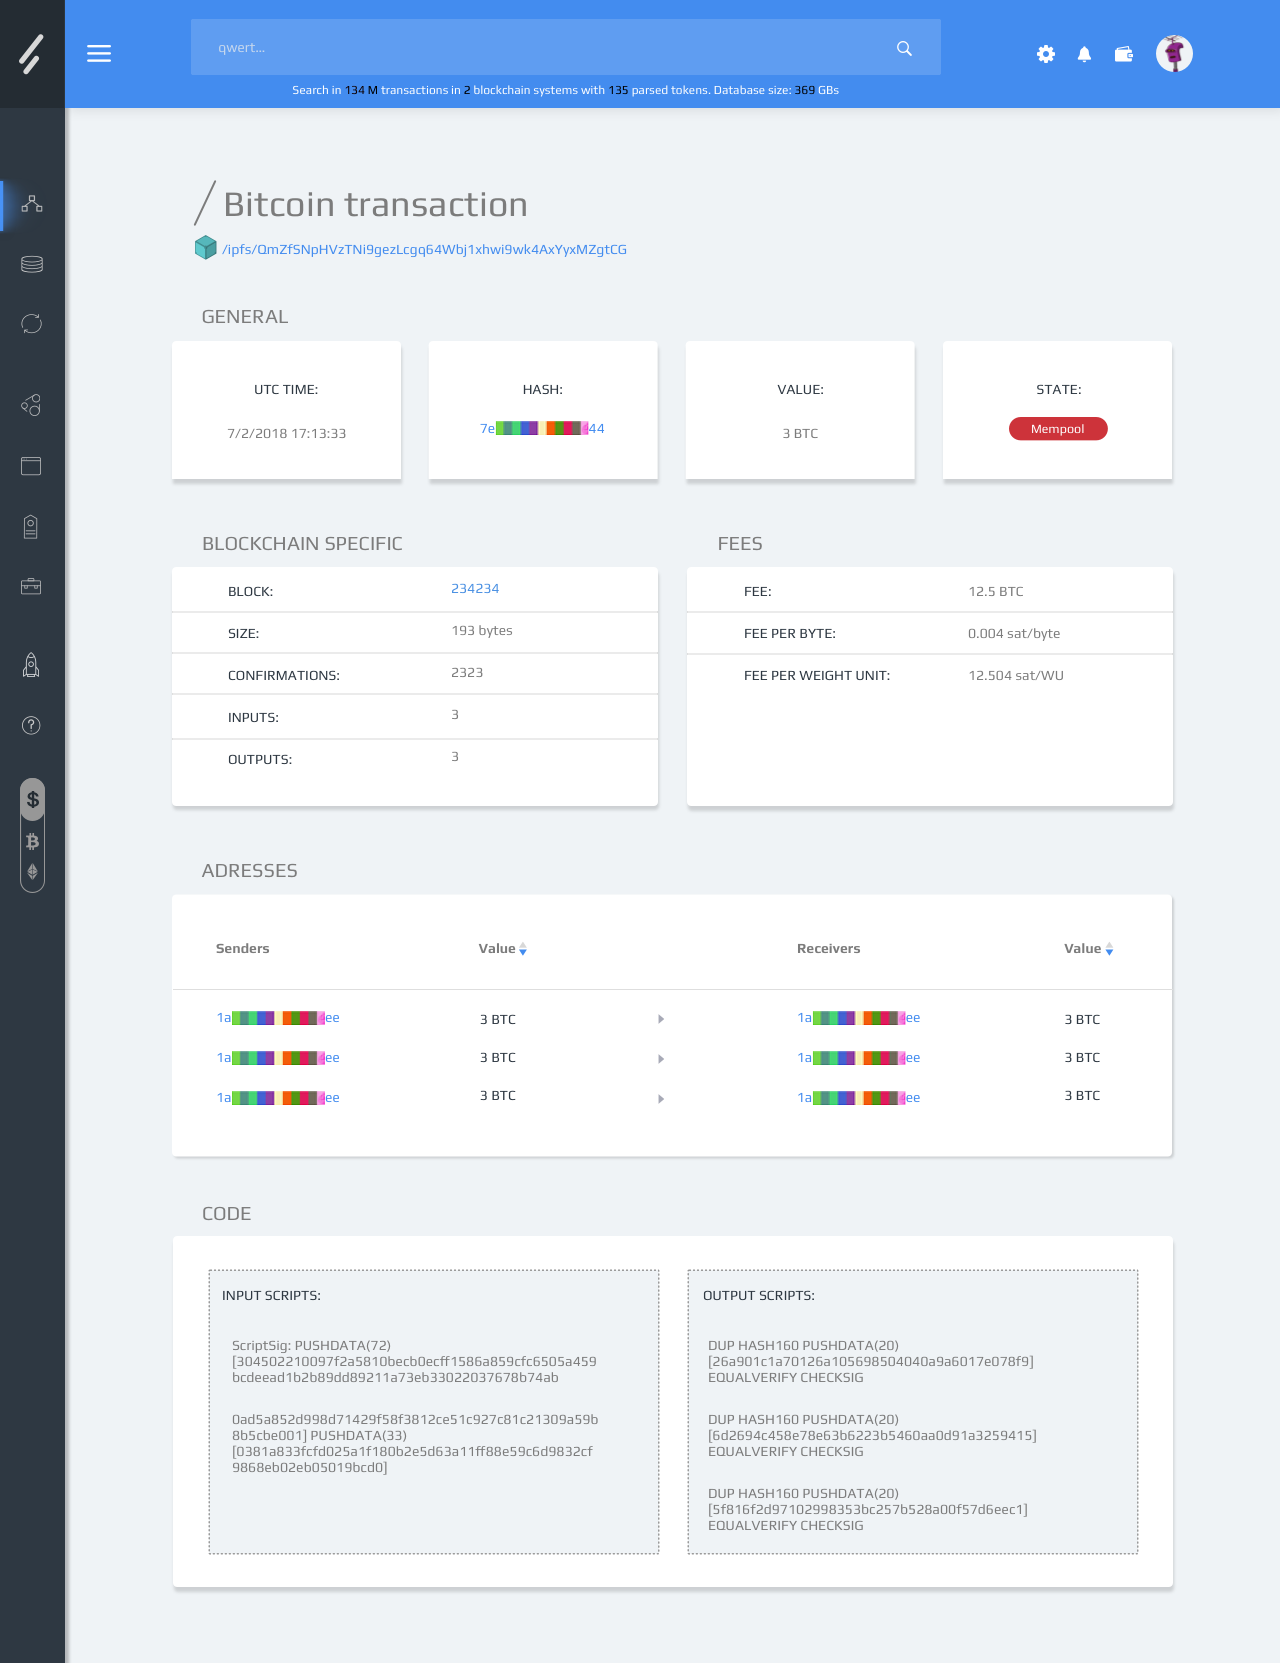 qwert...
Search in 134 M transactions in 2 blockchain systems with 135 parsed tokens. Database size: 369 GBs
/ Bitcoin transaction
/ipfs/QmZfSNpHVzTNi9gezLcgq64Wbj1xhwi9wk4AxYyxMZgtCG
GENERAL
UTC TIME: HASH: VALUE: STATE:
7/2/2018 17:13:33 7e 44 3 BTC Mempool
BLOCKCHAIN SPECIFIC FEES
BLOCK: 234234 FEE: 12.5 BTC
SIZE: 193 bytes FEE PER BYTE: 0.004 sat/byte
CONFIRMATIONS: 2323 FEE PER WEIGHT UNIT: 12.504 sat/WU
INPUTS: 3
OUTPUTS: 3
$
ADRESSES
Senders Value Receivers Value
1a ee 3 BTC 1a ee 3 BTC
1a ee 3 BTC 1a ee 3 BTC
1a ee 3 BTC 1a ee 3 BTC
CODE
INPUT SCRIPTS:
ScriptSig: PUSHDATA(72)
[304502210097f2a5810becb0ecff1586a859cfc6505a459
bcdeead1b2b89dd89211a73eb33022037678b74ab
0ad5a852d998d71429f58f3812ce51c927c81c21309a59b
8b5cbe001] PUSHDATA(33)
[0381a833fcfd025a1f180b2e5d63a11ff88e59c6d9832cf
9868eb02eb05019bcd0]
OUTPUT SCRIPTS:
DUP HASH160 PUSHDATA(20)
[26a901c1a70126a105698504040a9a6017e078f9]
EQUALVERIFY CHECKSIG
DUP HASH160 PUSHDATA(20)
[6d2694c458e78e63b6223b5460aa0d91a3259415]
EQUALVERIFY CHECKSIG
DUP HASH160 PUSHDATA(20)
[5f816f2d97102998353bc257b528a00f57d6eec1]
EQUALVERIFY CHECKSIG